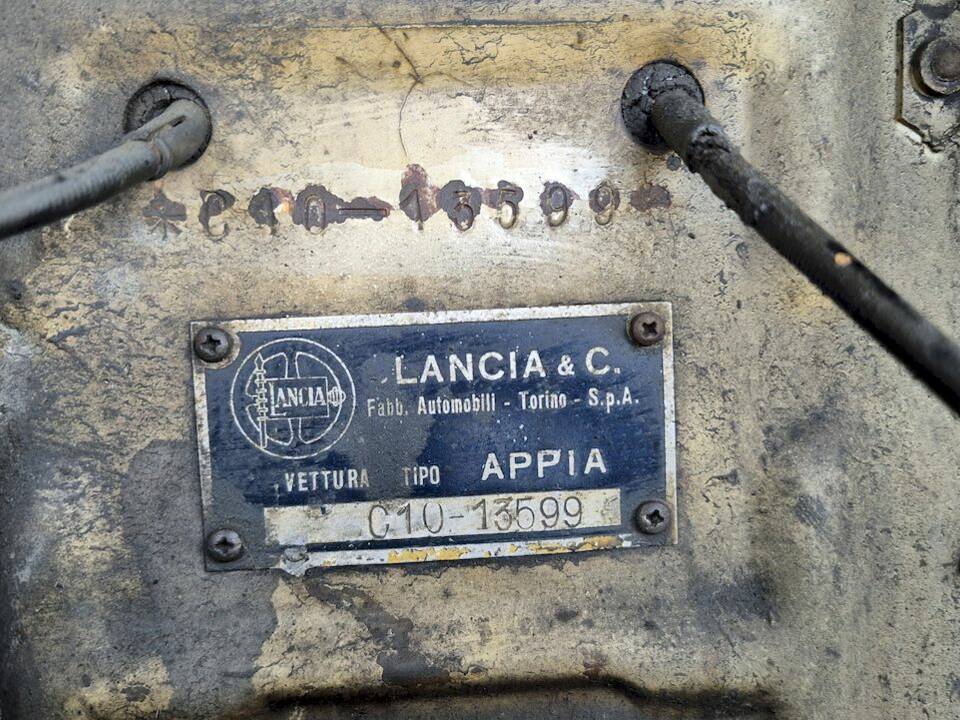 *C10-13599*
LANCIA
LANCIA & C.
Fabb. Automobili - Torino - S.p.A.
VETTURA TIPO APPIA
C10-13599